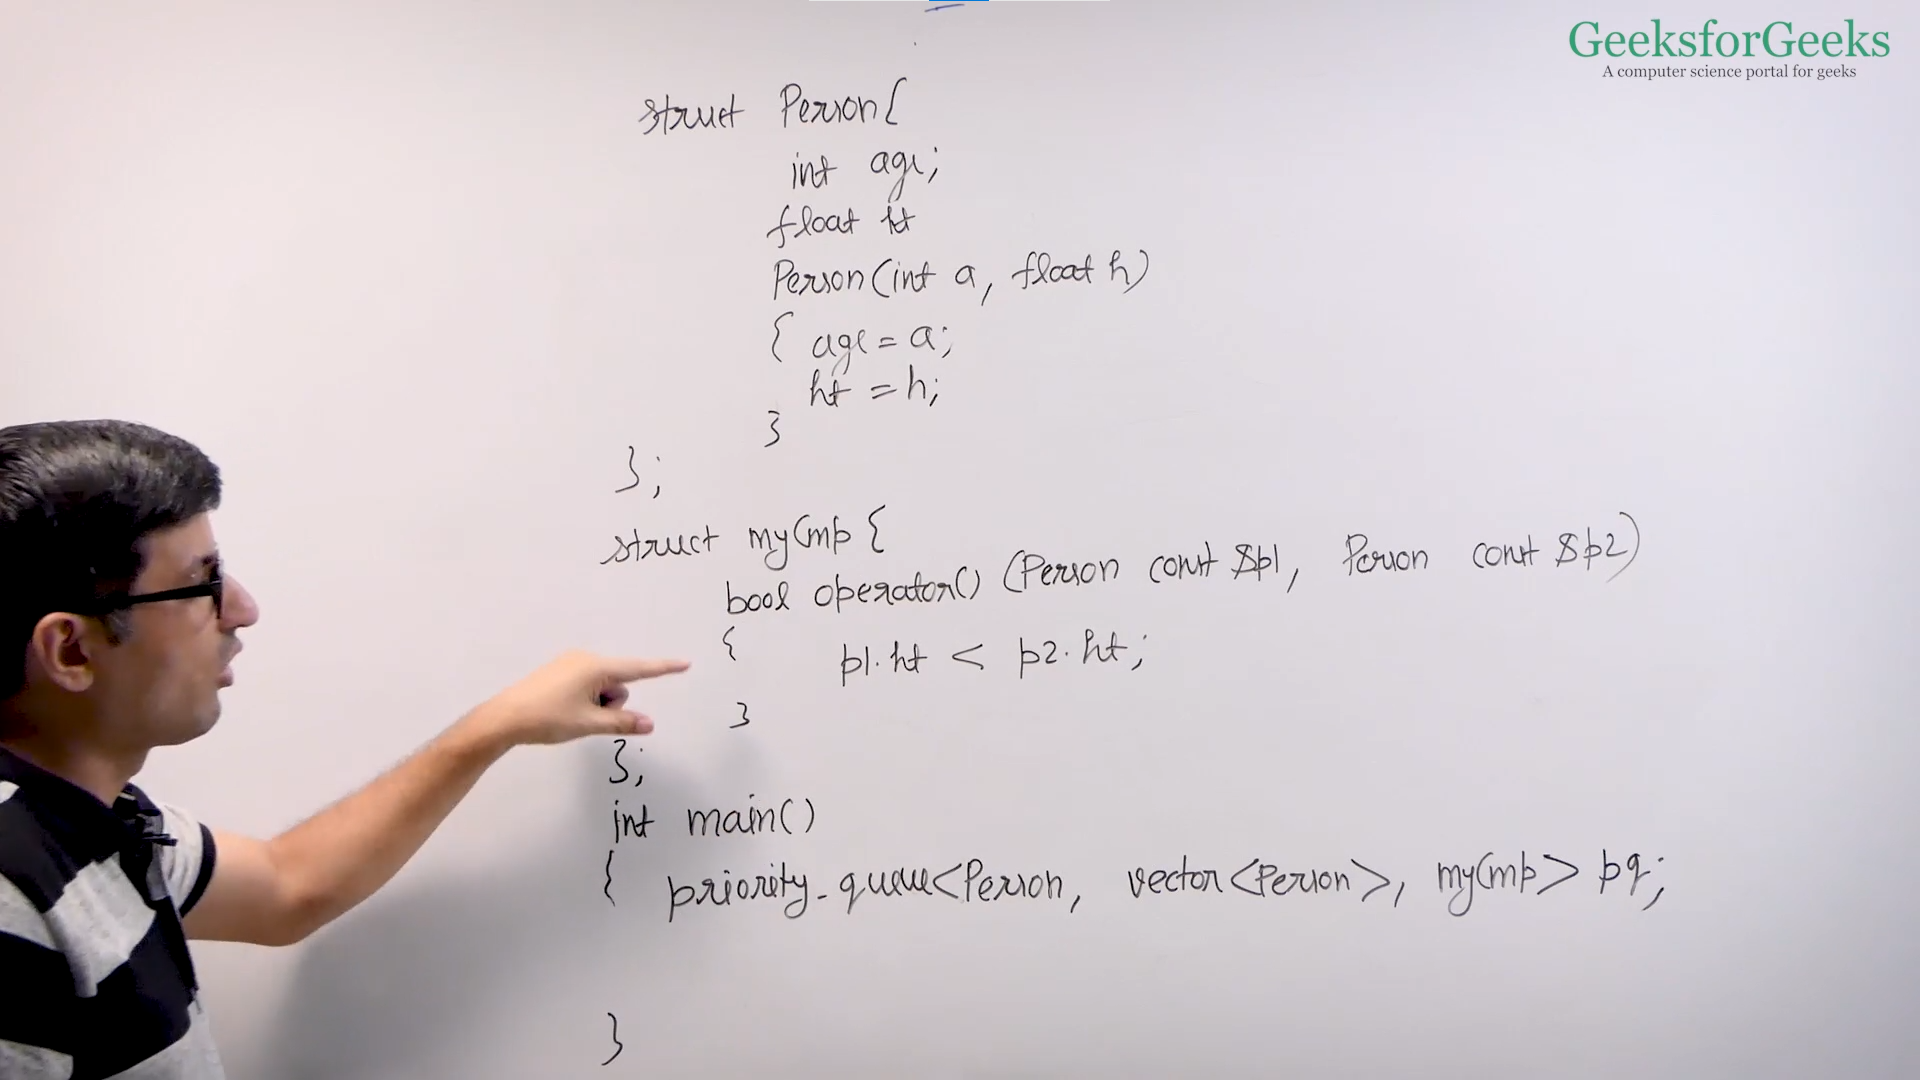 GeeksforGeeks
A computer science portal for geeks
struct Person{
int age;
float ht
Person(int a, float h)
{ age = a;
ht = h;
}
};
struct myCmp {
bool operator() (Person const &p1, Person const &p2)
{ p1.ht < p2.ht;
}
};
int main()
{ priority_queue<Person, vector<Person>, myCmp> pq;
}